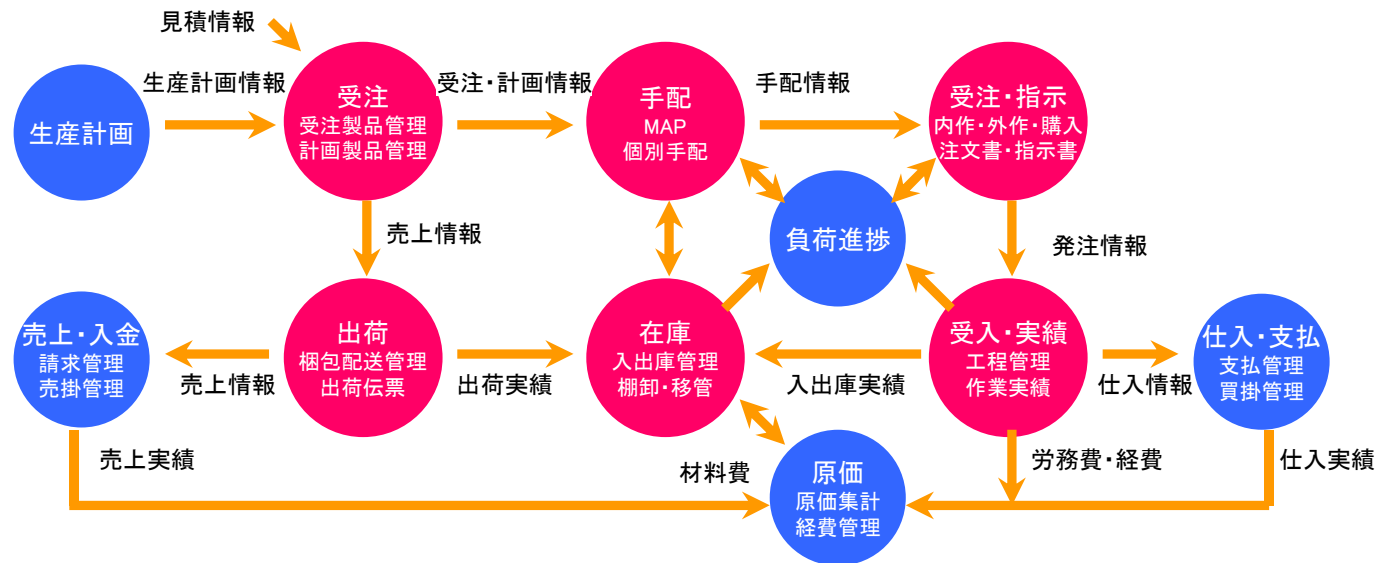 見積情報
生産計画
生産計画情報
受注
受注製品管理
計画製品管理
受注・計画情報
手配
MAP
個別手配
手配情報
受注・指示
内作・外作・購入
注文書・指示書
負荷進捗
売上情報
発注情報
売上・入金
請求管理
売掛管理
売上情報
出荷
梱包配送管理
出荷伝票
出荷実績
在庫
入出庫管理
棚卸・移管
入出庫実績
受入・実績
工程管理
作業実績
仕入情報
仕入・支払
支払管理
買掛管理
売上実績
材料費
原価
原価集計
経費管理
労務費・経費
仕入実績